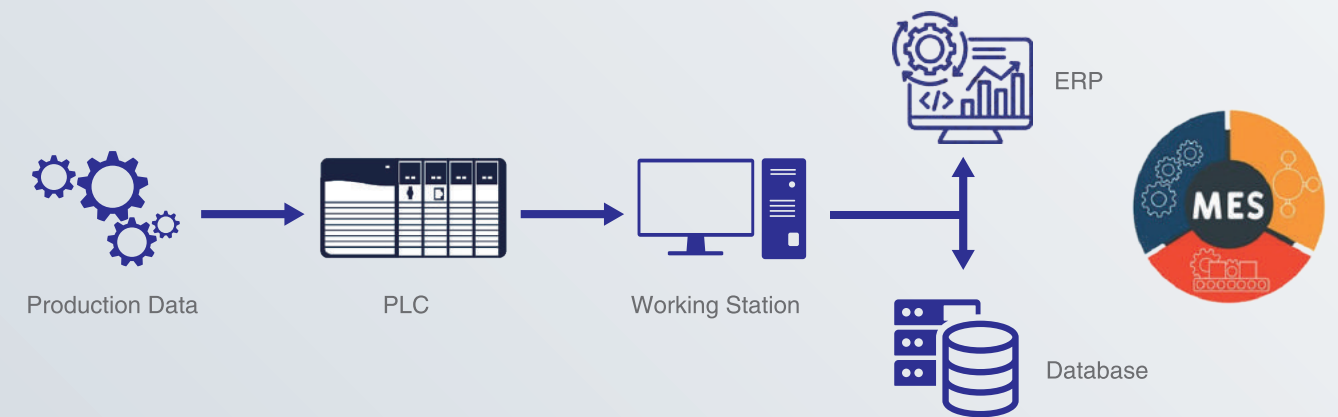 ERP
MES
Production Data
PLC
Working Station
Database